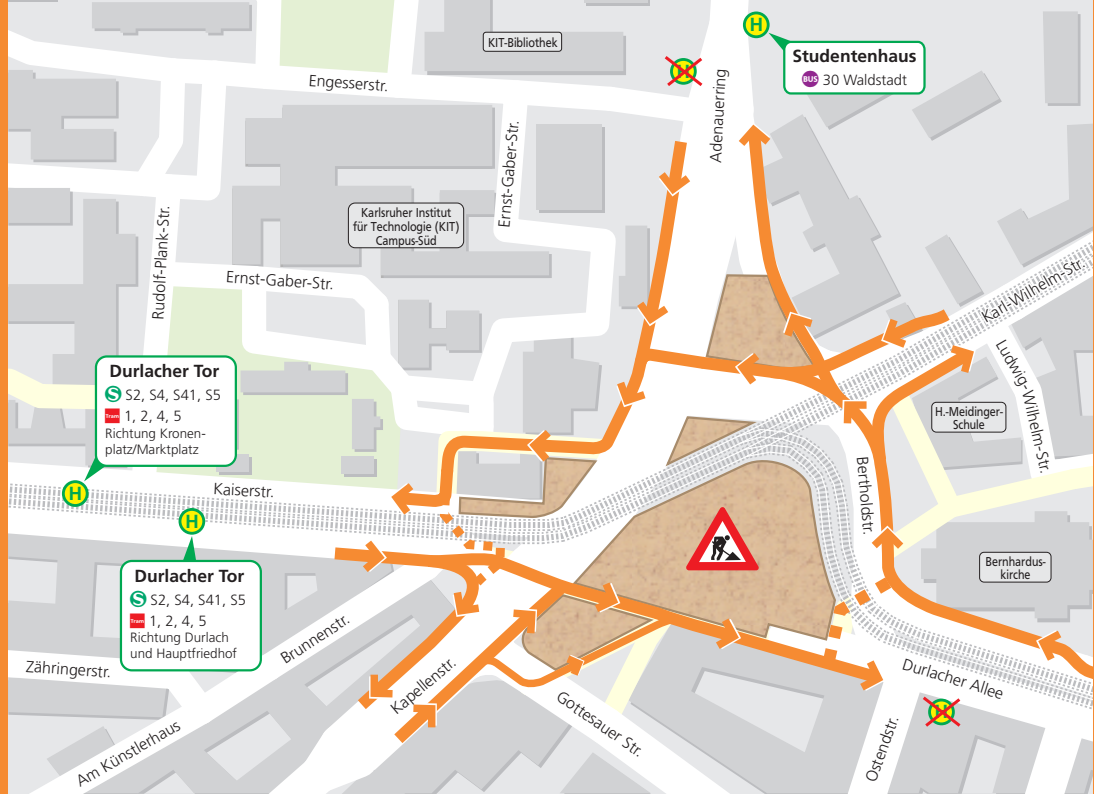 KIT-Bibliothek
H
H
Studentenhaus
BUS 30 Waldstadt
Engesserstr.
Adenauerring
Ernst-Gaber-Str.
Karlsruher Institut
für Technologie (KIT)
Campus-Süd
Rudolf-Plank-Str.
Ernst-Gaber-Str.
Karl-Wilhelm-Str.
Ludwig-Wilhelm-Str.
H.-Meidinger-
Schule
Durlacher Tor
S S2, S4, S41, S5
Tram 1, 2, 4, 5
Richtung Kronen-
platz/Marktplatz
H
Kaiserstr.
H
Bertholdstr.
Bernhardus-
kirche
Durlacher Tor
S S2, S4, S41, S5
Tram 1, 2, 4, 5
Richtung Durlach
und Hauptfriedhof
Brunnenstr.
Zähringerstr.
Kapellenstr.
Durlacher Allee
Gottesauer Str.
H
Ostendstr.
Am Künstlerhaus